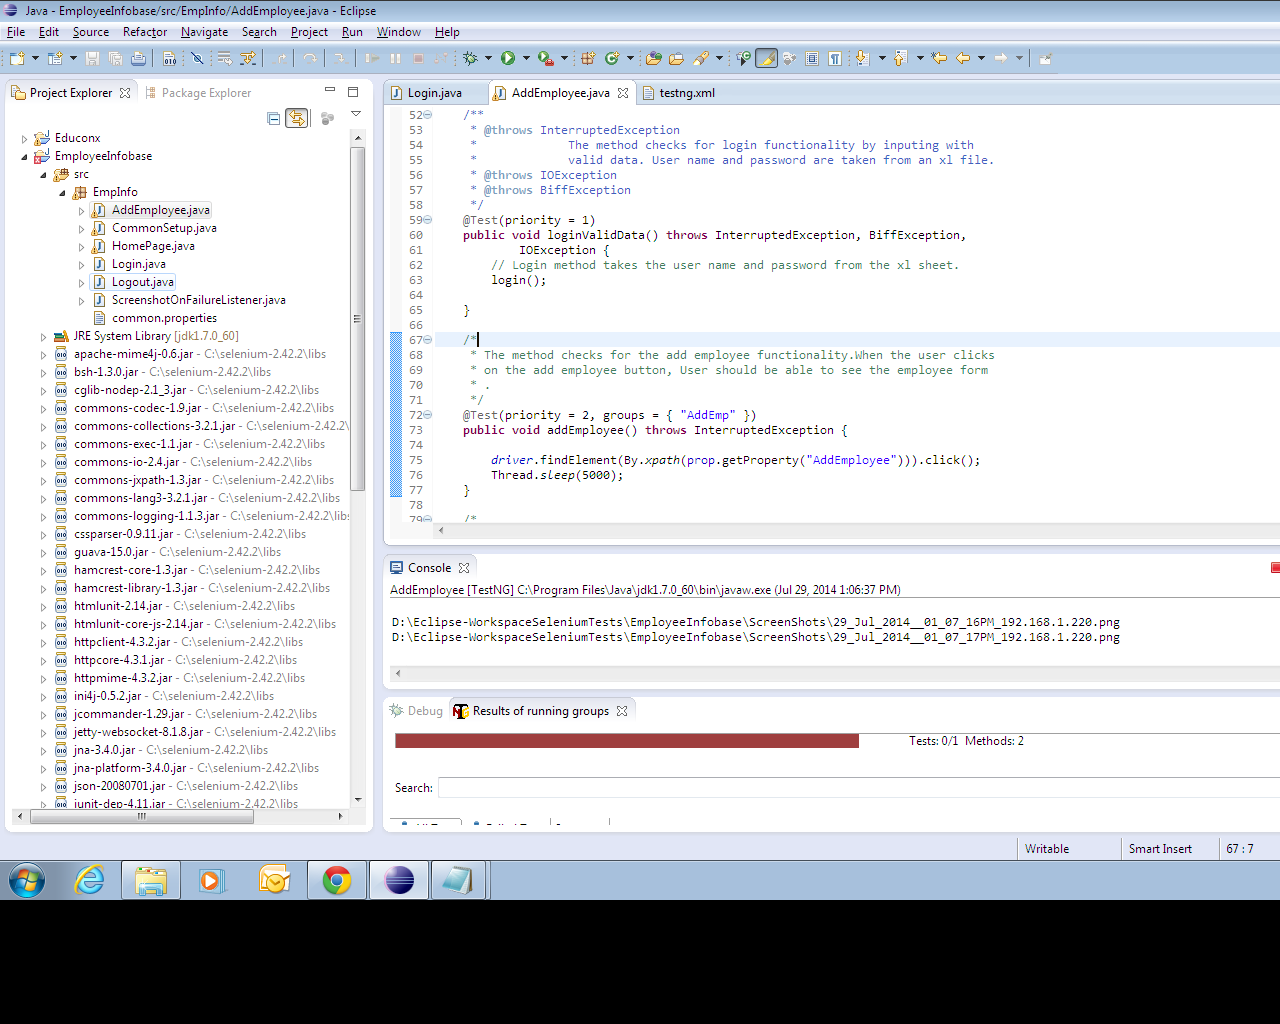 Java - EmployeeInfobase/src/EmpInfo/AddEmployee.java - Eclipse
File Edit Source Refactor Navigate Search Project Run Window Help
Project Explorer Package Explorer
Educonx
EmployeeInfobase
src
EmpInfo
AddEmployee.java
CommonSetup.java
HomePage.java
Login.java
Logout.java
ScreenshotOnFailureListener.java
common.properties
JRE System Library [jdk1.7.0_60]
apache-mime4j-0.6.jar - C:\selenium-2.42.2\libs
bsh-1.3.0.jar - C:\selenium-2.42.2\libs
cglib-nodep-2.1_3.jar - C:\selenium-2.42.2\libs
commons-codec-1.9.jar - C:\selenium-2.42.2\libs
commons-collections-3.2.1.jar - C:\selenium-2.42.2\
commons-exec-1.1.jar - C:\selenium-2.42.2\libs
commons-io-2.4.jar - C:\selenium-2.42.2\libs
commons-jxpath-1.3.jar - C:\selenium-2.42.2\libs
commons-lang3-3.2.1.jar - C:\selenium-2.42.2\libs
commons-logging-1.1.3.jar - C:\selenium-2.42.2\libs
cssparser-0.9.11.jar - C:\selenium-2.42.2\libs
guava-15.0.jar - C:\selenium-2.42.2\libs
hamcrest-core-1.3.jar - C:\selenium-2.42.2\libs
hamcrest-library-1.3.jar - C:\selenium-2.42.2\libs
htmlunit-2.14.jar - C:\selenium-2.42.2\libs
htmlunit-core-js-2.14.jar - C:\selenium-2.42.2\libs
httpclient-4.3.2.jar - C:\selenium-2.42.2\libs
httpcore-4.3.1.jar - C:\selenium-2.42.2\libs
httpmime-4.3.2.jar - C:\selenium-2.42.2\libs
ini4j-0.5.2.jar - C:\selenium-2.42.2\libs
jcommander-1.29.jar - C:\selenium-2.42.2\libs
jetty-websocket-8.1.8.jar - C:\selenium-2.42.2\libs
jna-3.4.0.jar - C:\selenium-2.42.2\libs
jna-platform-3.4.0.jar - C:\selenium-2.42.2\libs
json-20080701.jar - C:\selenium-2.42.2\libs
junit-dep-4.11.jar - C:\selenium-2.42.2\libs
Login.java AddEmployee.java testng.xml
52 /**
53 * @throws InterruptedException
54 * The method checks for login functionality by inputing with
55 * valid data. User name and password are taken from an xl file.
56 * @throws IOException
57 * @throws BiffException
58 */
59 @Test(priority = 1)
60 public void loginValidData() throws InterruptedException, BiffException,
61 IOException {
62 // Login method takes the user name and password from the xl sheet.
63 login();
64
65 }
66
67 /*
68 * The method checks for the add employee functionality.When the user clicks
69 * on the add employee button, User should be able to see the employee form
70 * .
71 */
72 @Test(priority = 2, groups = { "AddEmp" })
73 public void addEmployee() throws InterruptedException {
74
75 driver.findElement(By.xpath(prop.getProperty("AddEmployee"))).click();
76 Thread.sleep(5000);
77 }
78
79 /*
Console
AddEmployee [TestNG] C:\Program Files\Java\jdk1.7.0_60\bin\javaw.exe (Jul 29, 2014 1:06:37 PM)
D:\Eclipse-WorkspaceSeleniumTests\EmployeeInfobase\ScreenShots\29_Jul_2014__01_07_16PM_192.168.1.220.png
D:\Eclipse-WorkspaceSeleniumTests\EmployeeInfobase\ScreenShots\29_Jul_2014__01_07_17PM_192.168.1.220.png
Debug Results of running groups
Tests: 0/1 Methods: 2
Search:
Writable Smart Insert 67 : 7